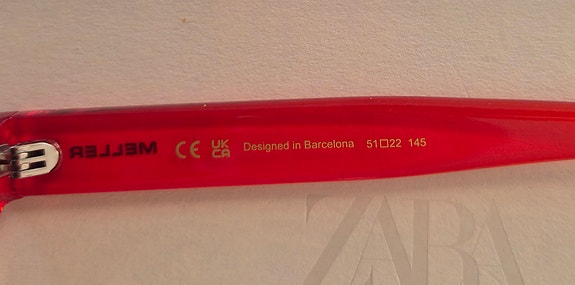 MELLER CE UK CA Designed in Barcelona 51□22 145
ZARA